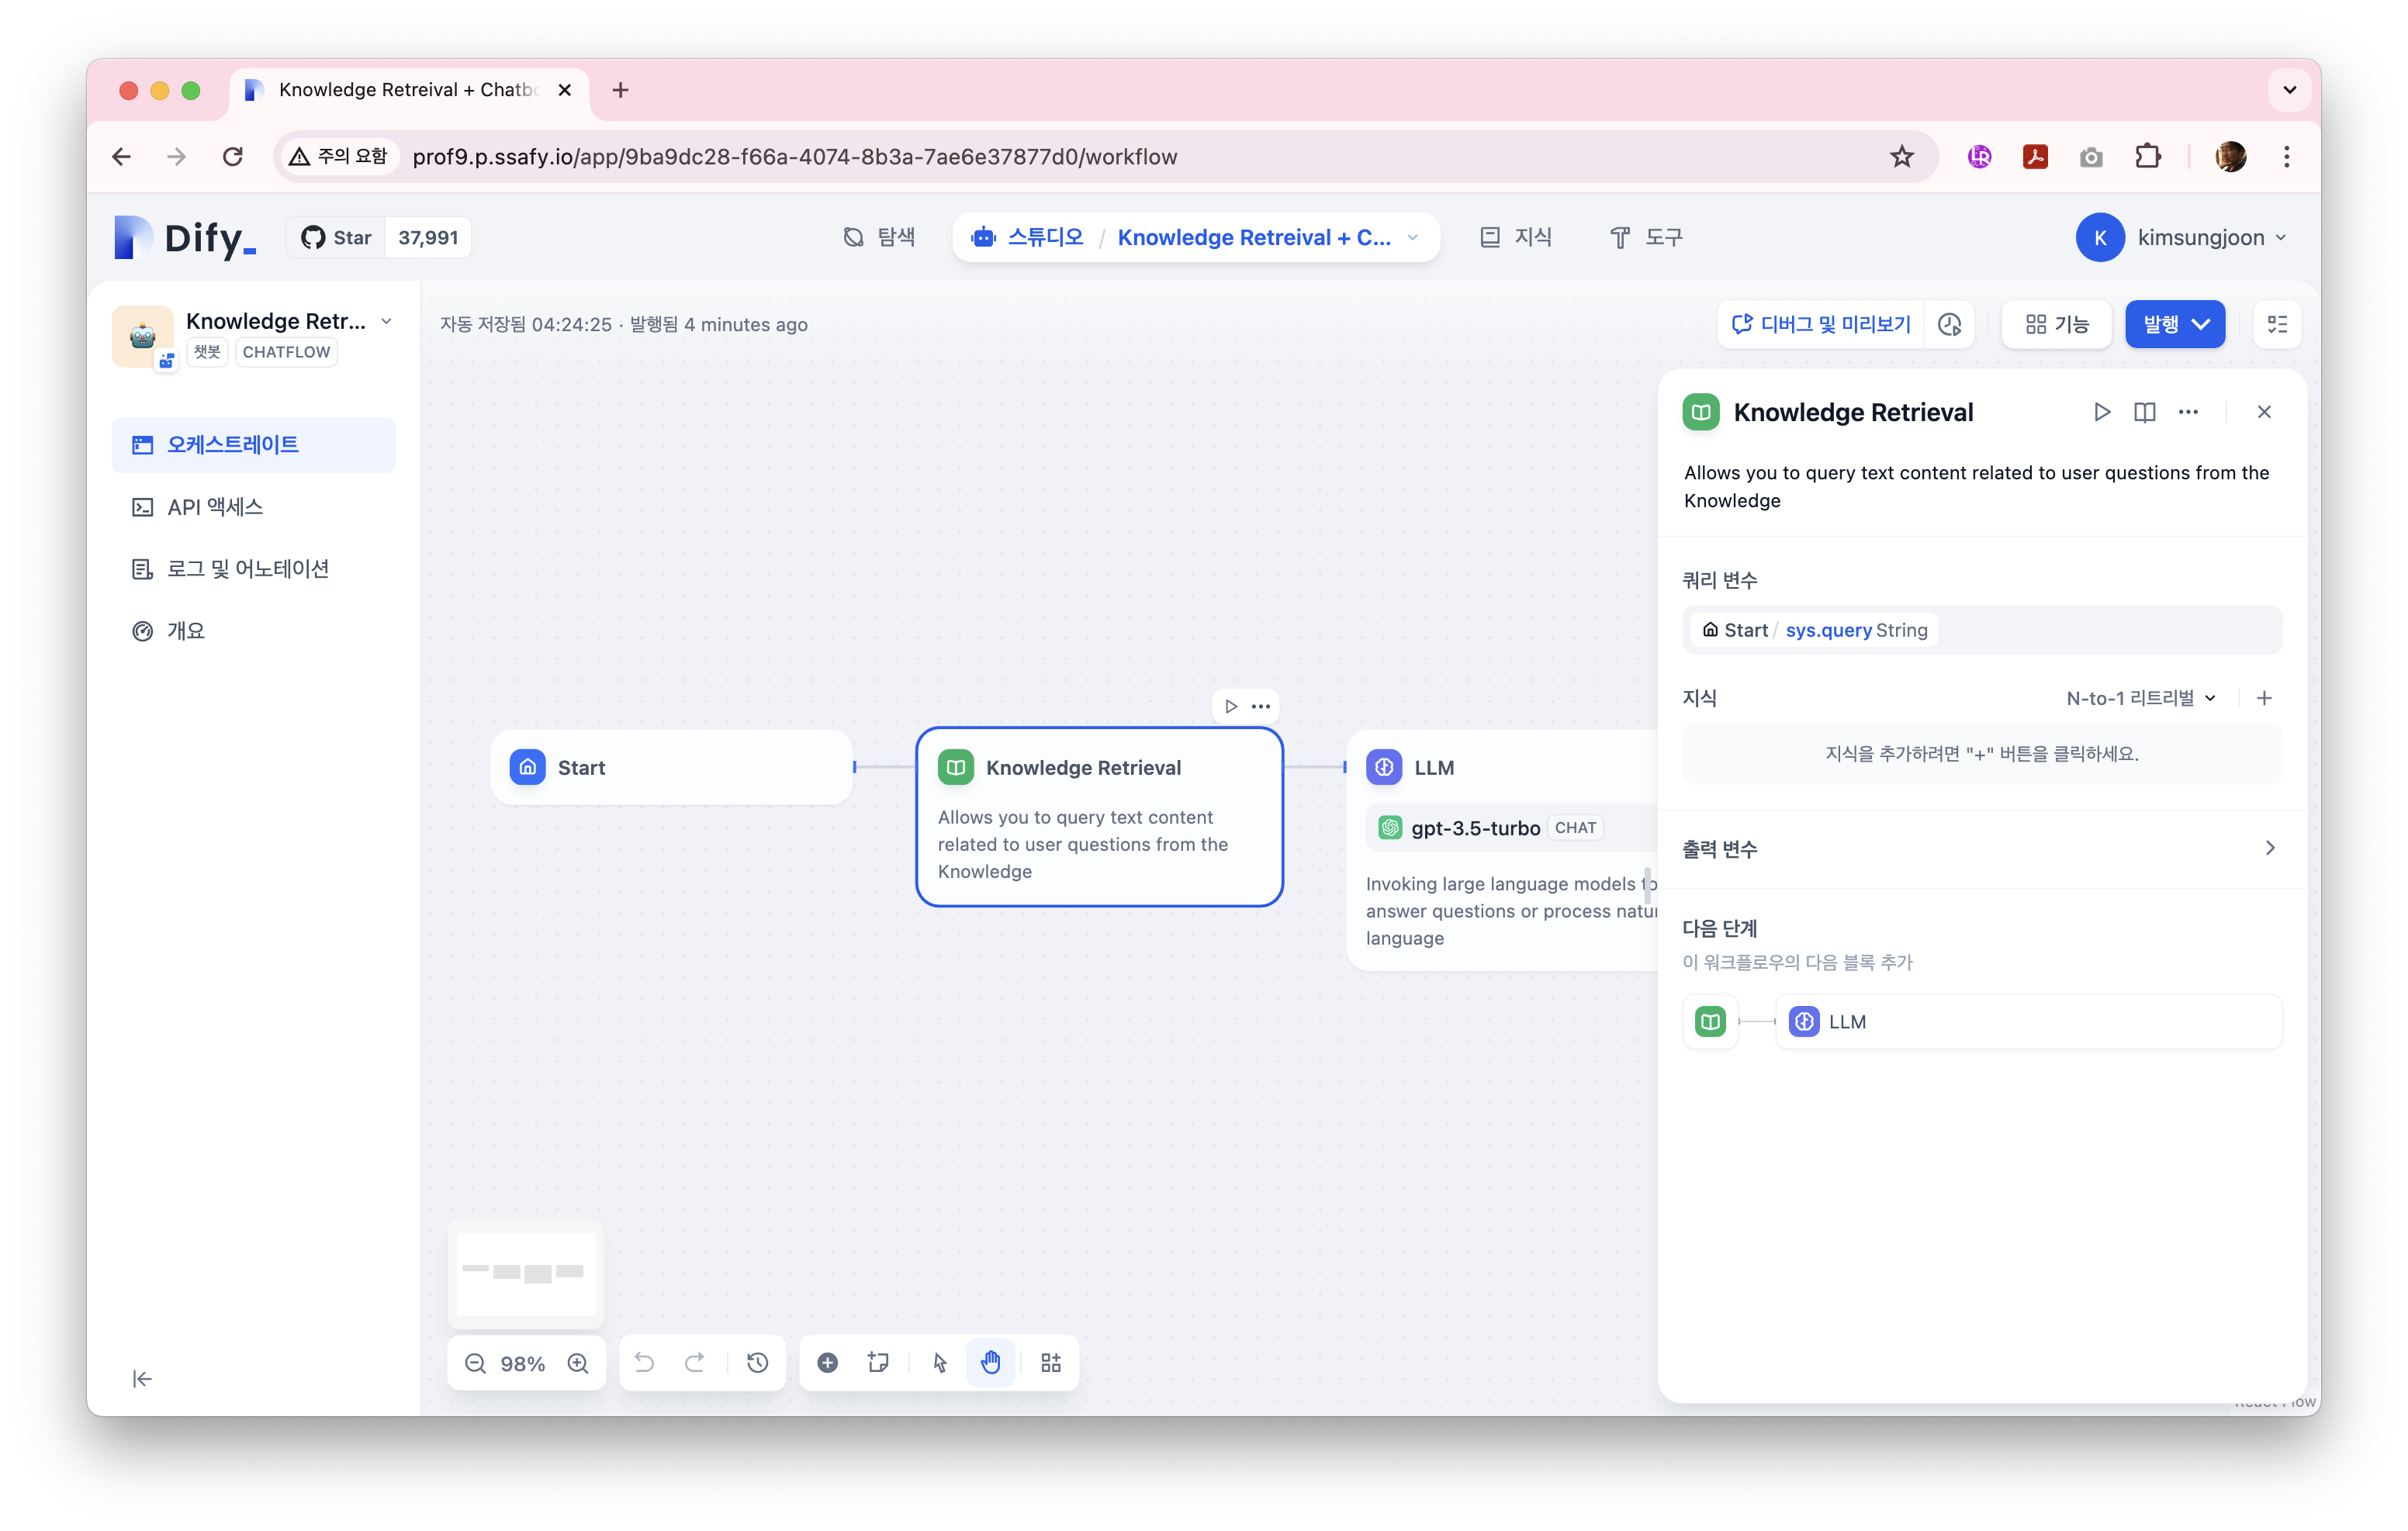 Knowledge Retreival + Chatb
주의 요함
prof9.p.ssafy.io/app/9ba9dc28-f66a-4074-8b3a-7ae6e37877d0/workflow
Dify_
Star 37,991
탐색
스튜디오 / Knowledge Retreival + C...
지식
도구
K kimsungjoon
Knowledge Retr...
챗봇 CHATFLOW
오케스트레이트
API 액세스
로그 및 어노테이션
개요
자동 저장됨 04:24:25 · 발행됨 4 minutes ago
디버그 및 미리보기
기능
발행
Start
Knowledge Retrieval
Allows you to query text content
related to user questions from the
Knowledge
LLM
gpt-3.5-turbo CHAT
Invoking large language models to
answer questions or process natur
language
98%
Knowledge Retrieval
Allows you to query text content related to user questions from the
Knowledge
쿼리 변수
Start / sys.query String
지식
N-to-1 리트리벌
지식을 추가하려면 "+" 버튼을 클릭하세요.
출력 변수
다음 단계
이 워크플로우의 다음 블록 추가
LLM
React Flow